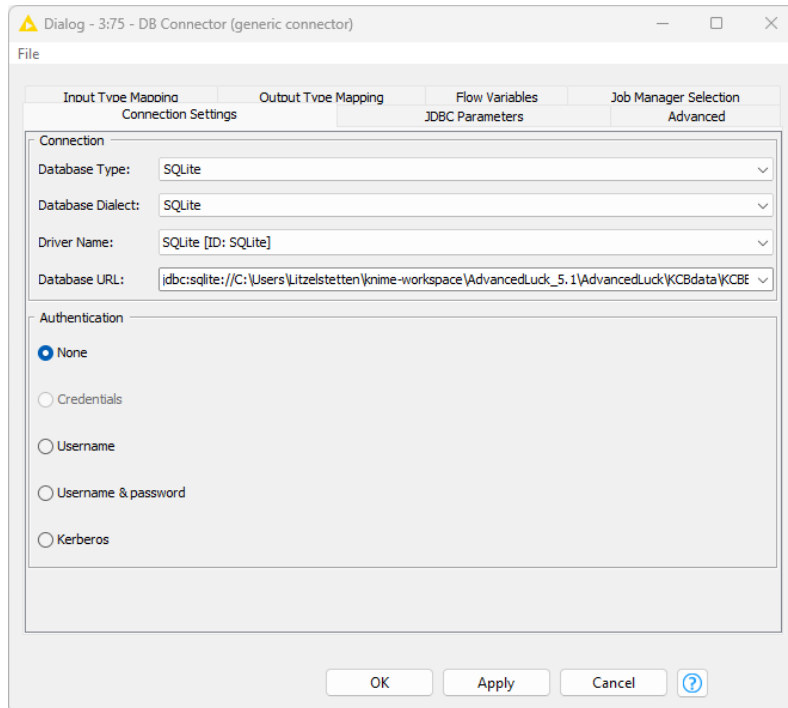 Dialog - 3:75 - DB Connector (generic connector)
File
Input Type Mapping Output Type Mapping Flow Variables Job Manager Selection
Connection Settings JDBC Parameters Advanced
Connection
Database Type: SQLite
Database Dialect: SQLite
Driver Name: SQLite [ID: SQLite]
Database URL: jdbc:sqlite://C:\Users\Litzelstetten\knime-workspace\AdvancedLuck_5.1\AdvancedLuck\KCBdata\KCBE
Authentication
None
Credentials
Username
Username & password
Kerberos
OK Apply Cancel ?